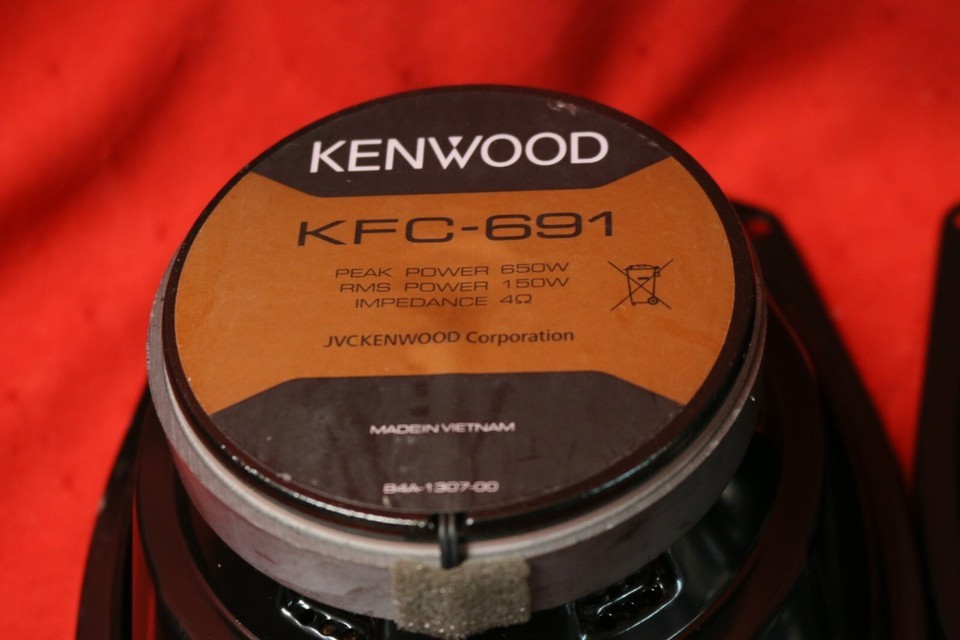 KENWOOD
KFC-691
PEAK POWER 650W
RMS POWER 150W
IMPEDANCE 4Ω
JVCKENWOOD Corporation
MADE IN VIETNAM
B4A-1307-00